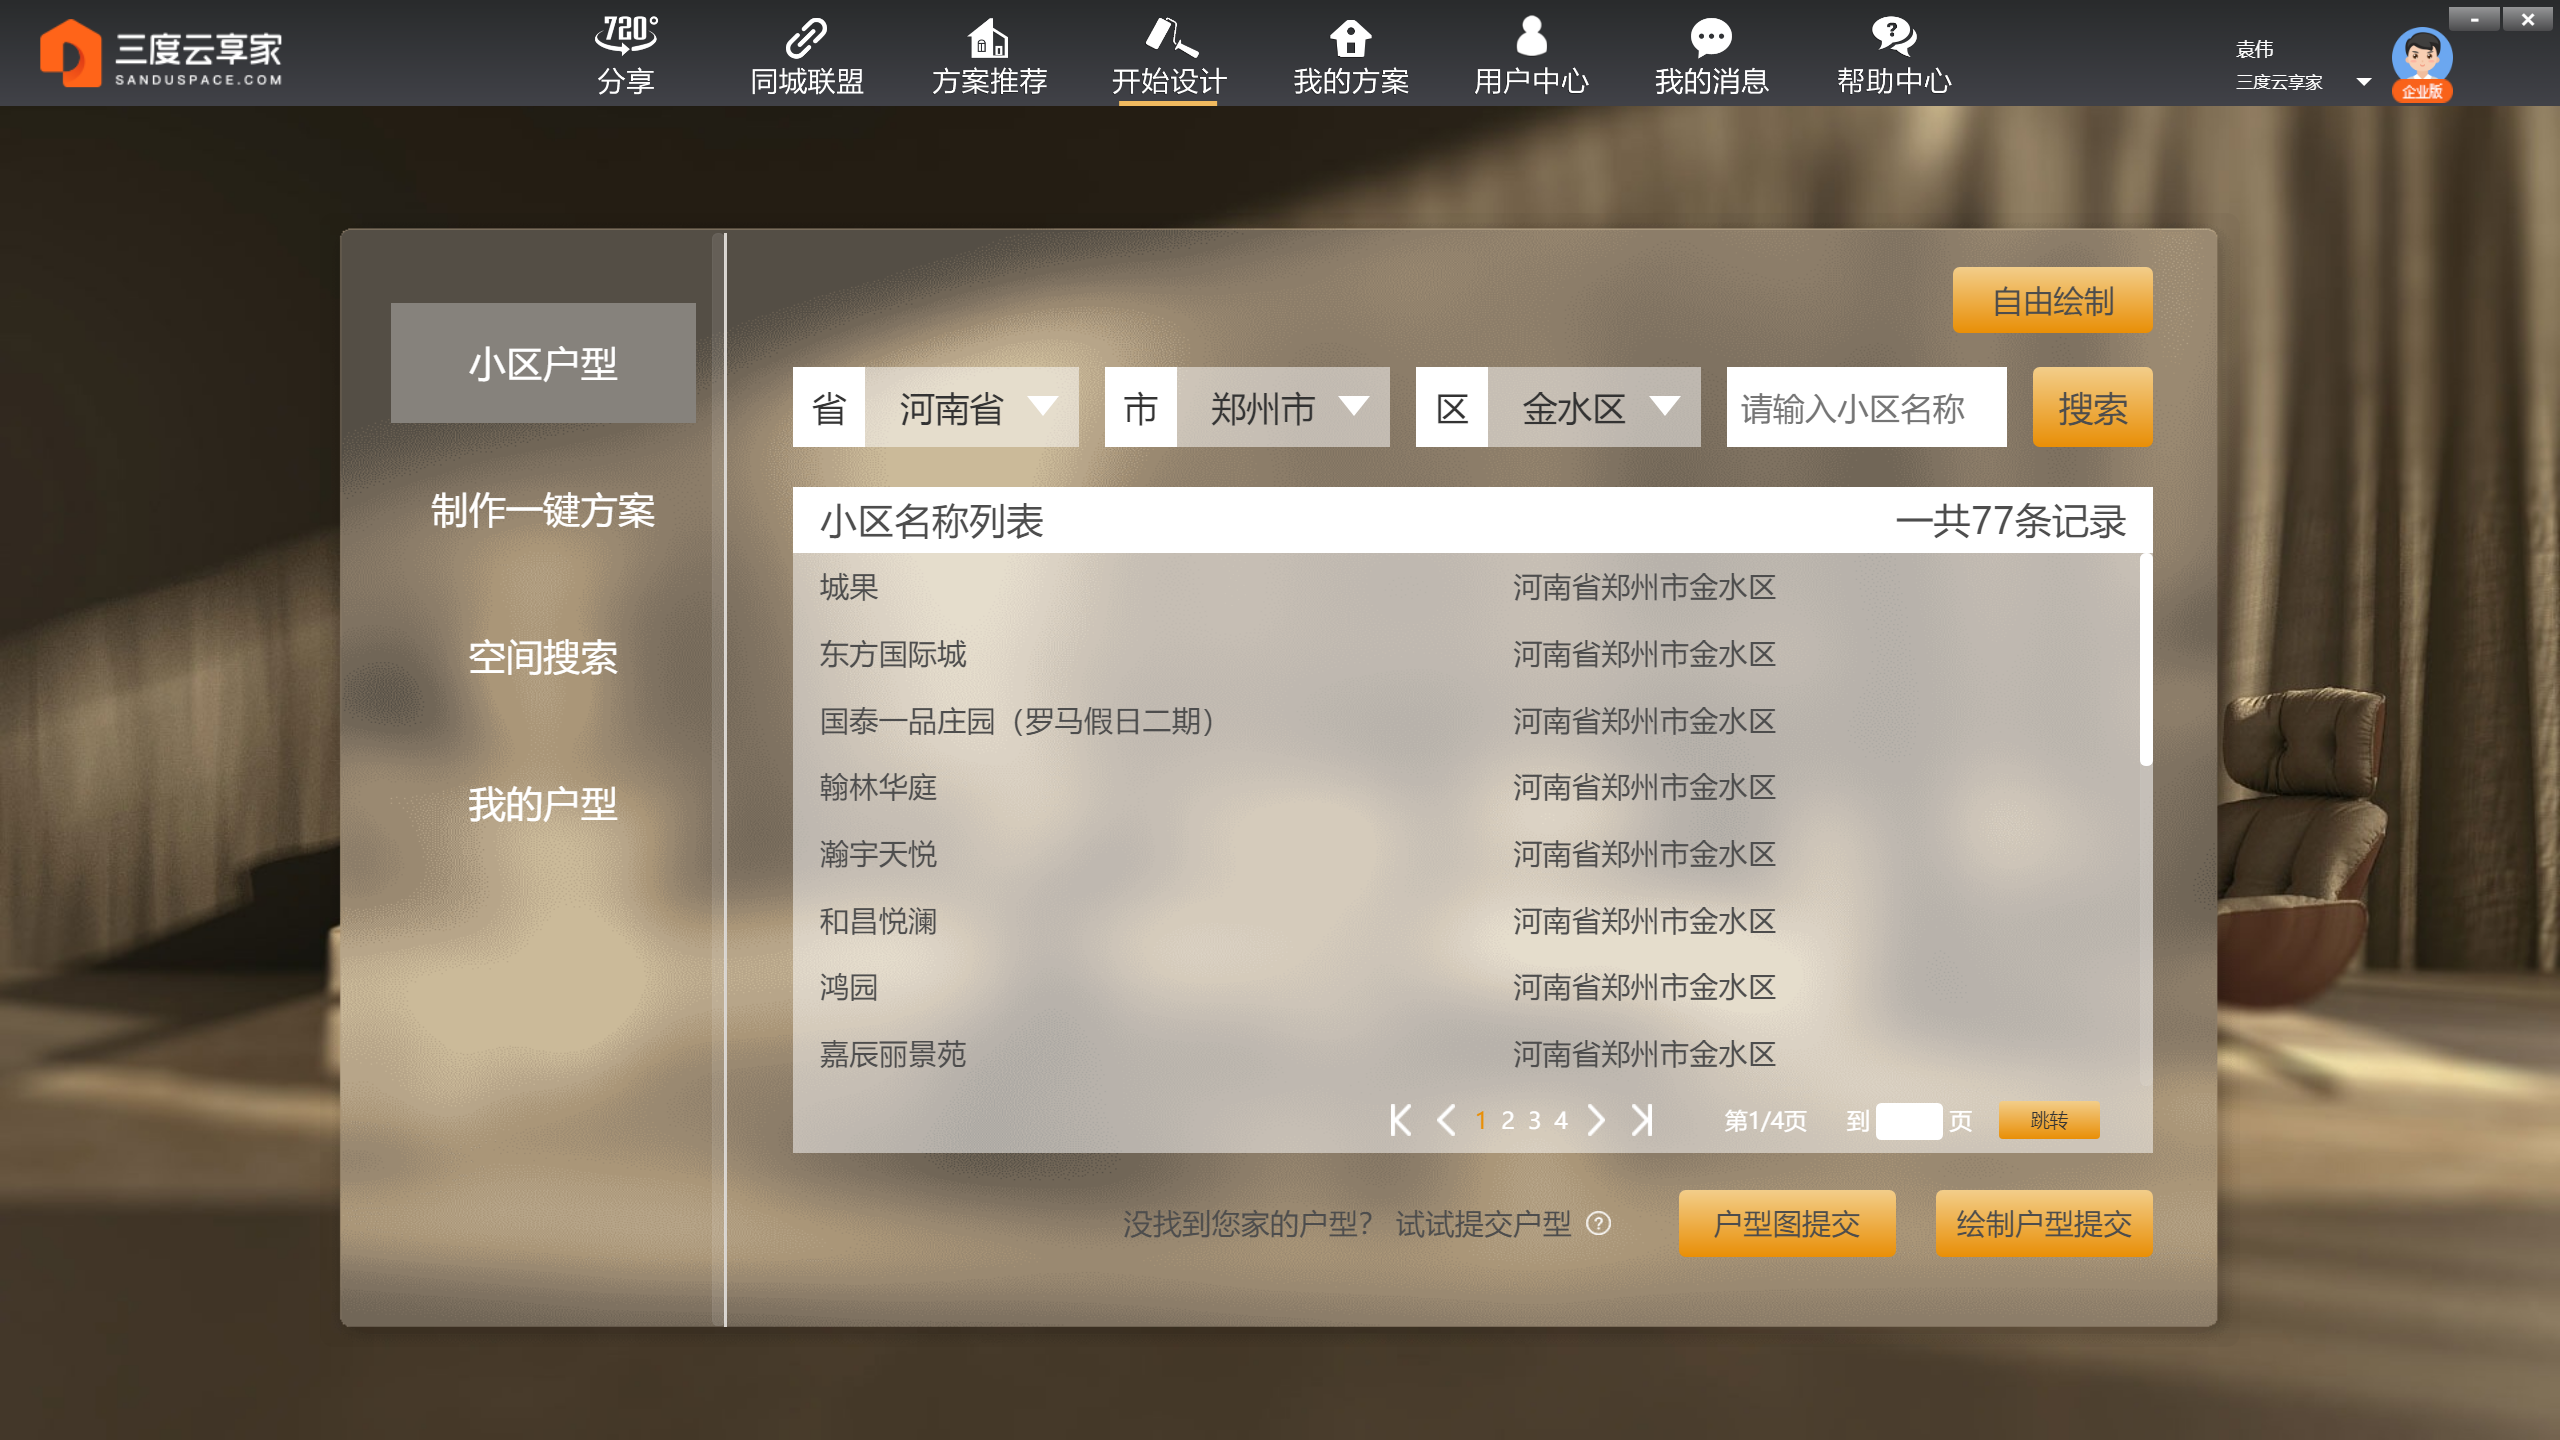 三度云享家
SANDUSPACE.COM
720°
分享
同城联盟
方案推荐
开始设计
我的方案
用户中心
我的消息
帮助中心
袁伟
三度云享家
企业版
小区户型
制作一键方案
空间搜索
我的户型
自由绘制
省 河南省 市 郑州市 区 金水区 请输入小区名称 搜索
小区名称列表 一共77条记录
城果 河南省郑州市金水区
东方国际城 河南省郑州市金水区
国泰一品庄园（罗马假日二期） 河南省郑州市金水区
翰林华庭 河南省郑州市金水区
瀚宇天悦 河南省郑州市金水区
和昌悦澜 河南省郑州市金水区
鸿园 河南省郑州市金水区
嘉辰丽景苑 河南省郑州市金水区
1 2 3 4 第1/4页 到 页 跳转
没找到您家的户型？ 试试提交户型 ? 户型图提交 绘制户型提交